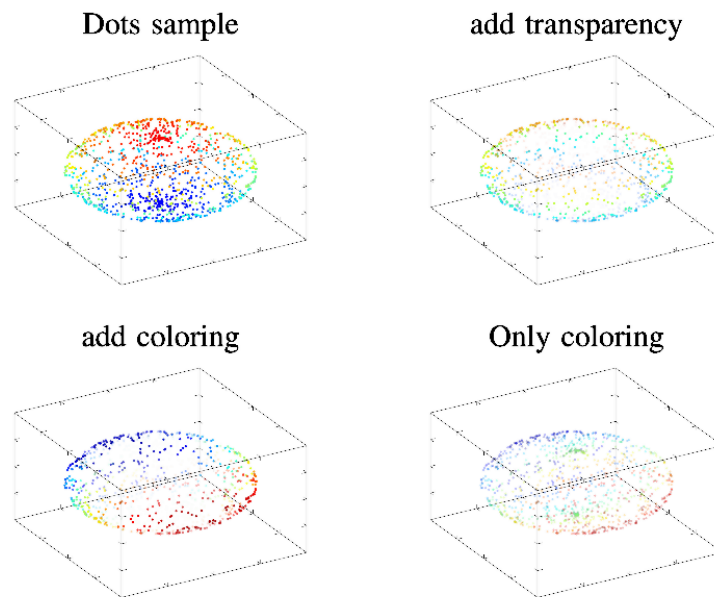 Dots sample
add transparency
add coloring
Only coloring